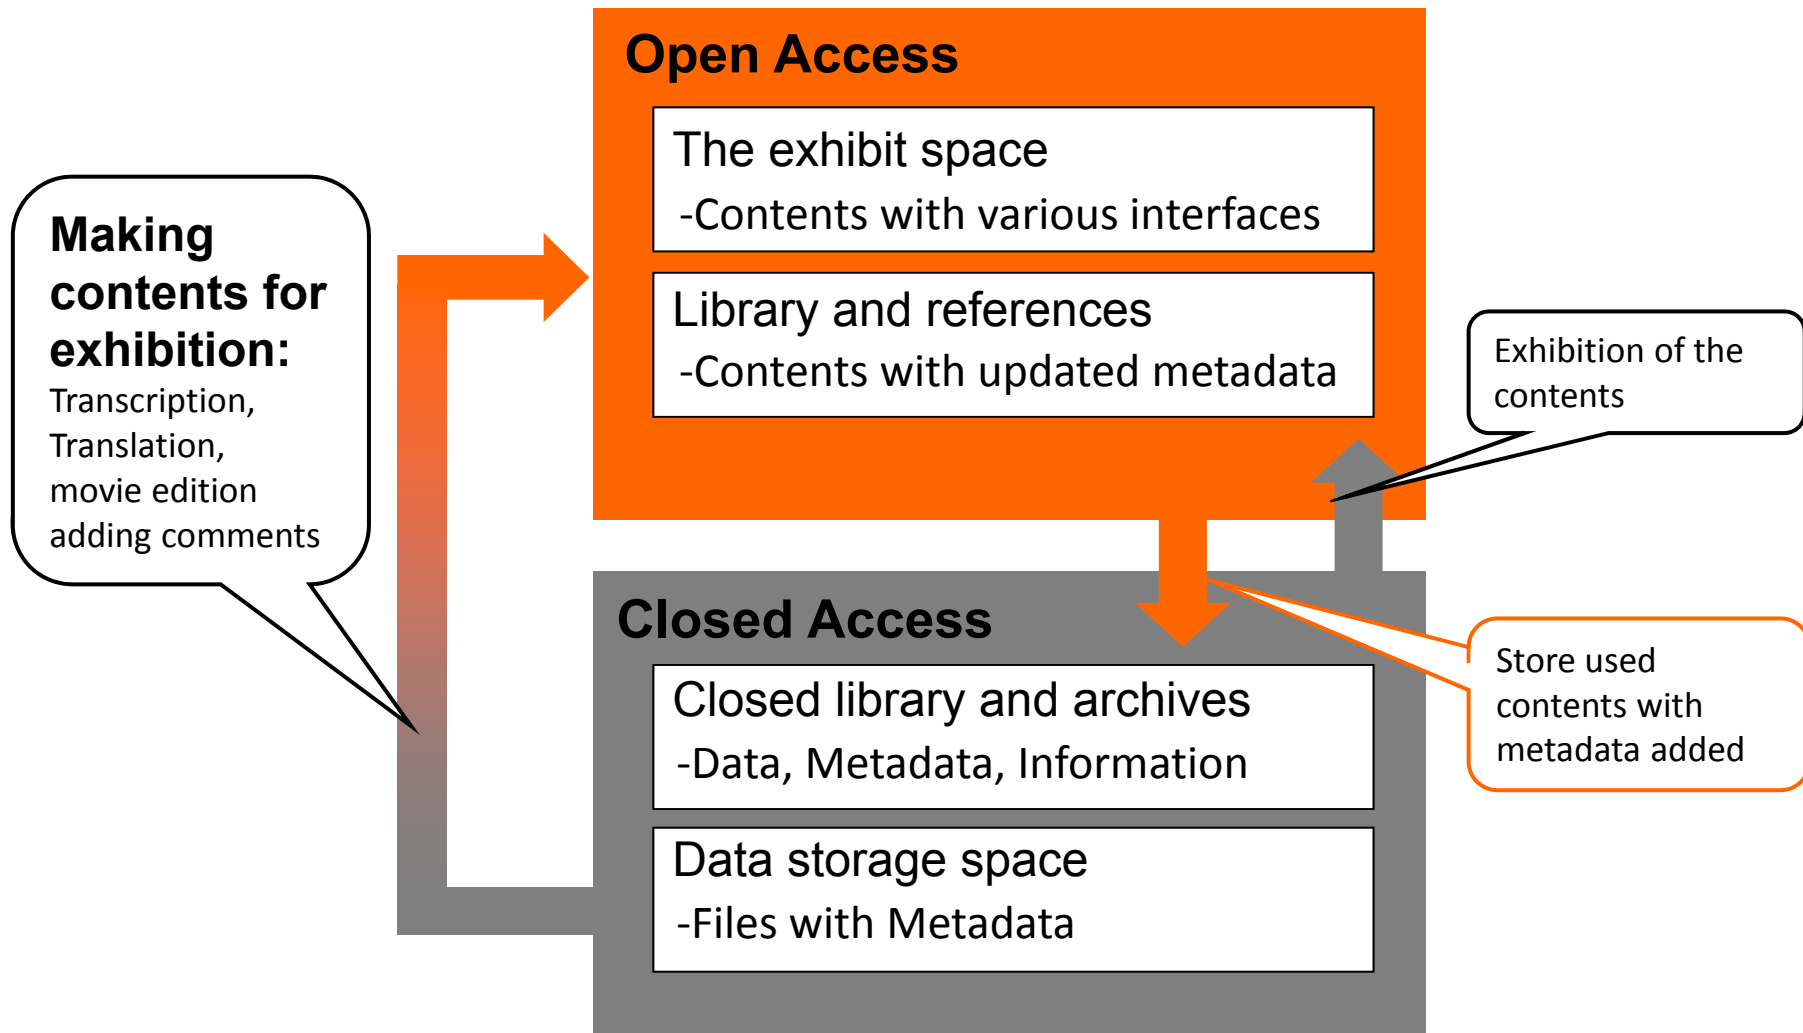 Open Access
The exhibit space
-Contents with various interfaces
Library and references
-Contents with updated metadata
Making
contents for
exhibition:
Transcription,
Translation,
movie edition
adding comments
Exhibition of the
contents
Closed Access
Closed library and archives
-Data, Metadata, Information
Data storage space
-Files with Metadata
Store used
contents with
metadata added